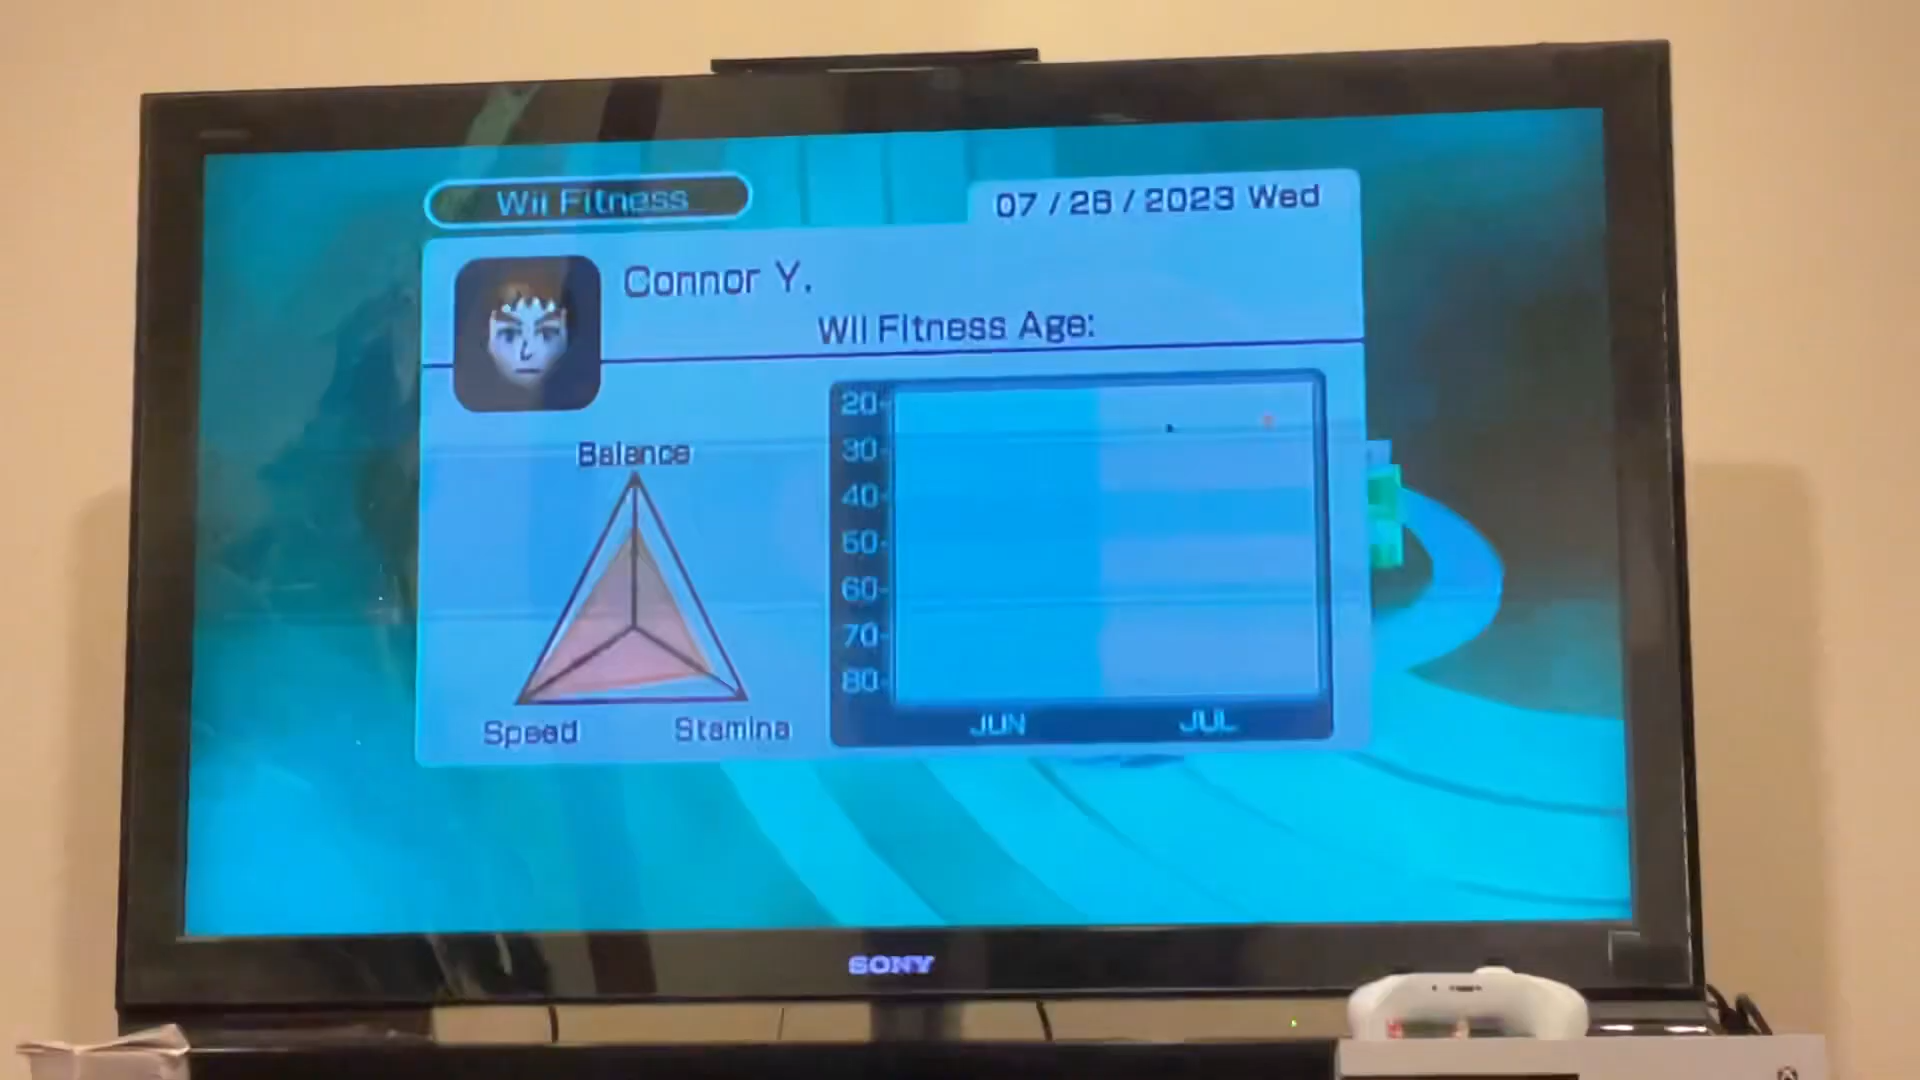 Wii Fitness
07 / 26 / 2023 Wed
Connor Y.
Wii Fitness Age:
Balance
Speed
Stamina
20
30
40
50
60
70
80
JUN
JUL
SONY